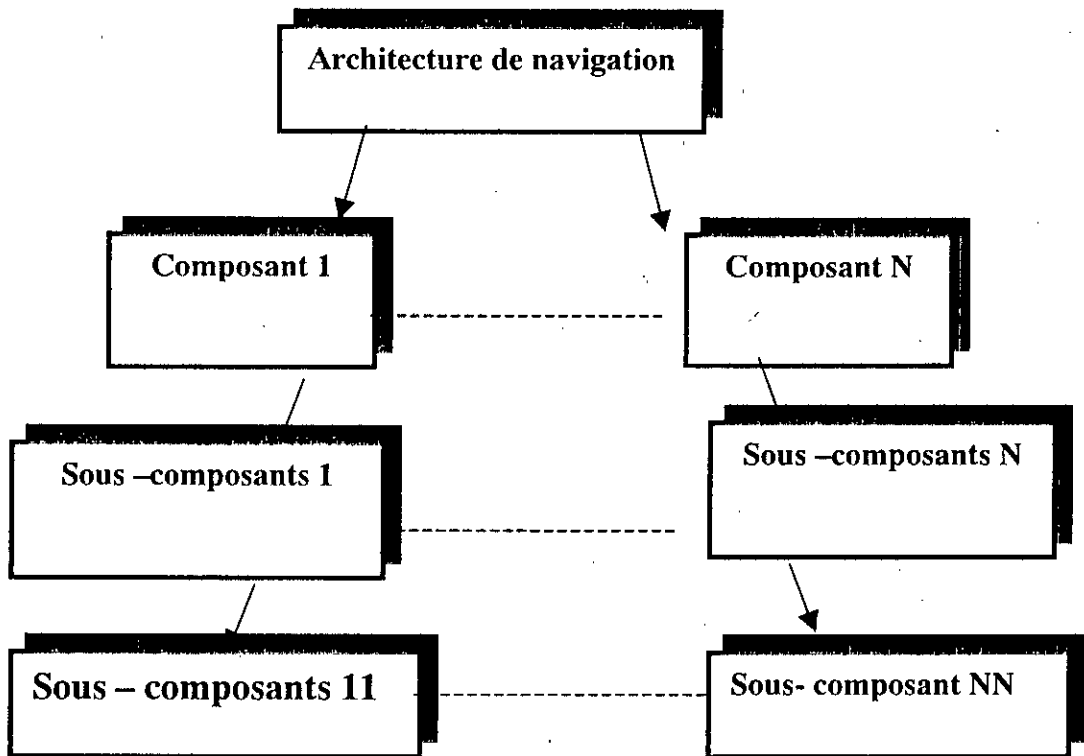 Architecture de navigation
Composant 1
Composant N
Sous –composants 1
Sous –composants N
Sous – composants 11
Sous- composant NN